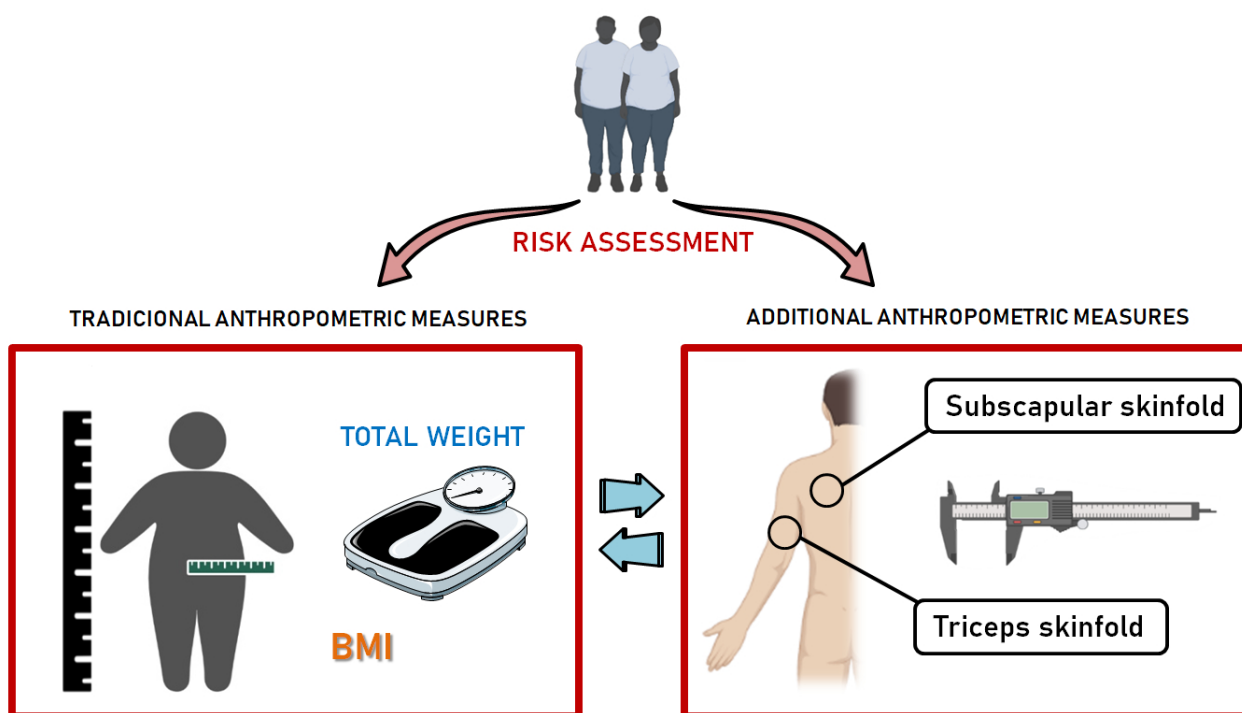 RISK ASSESSMENT
TRADICIONAL ANTHROPOMETRIC MEASURES
ADDITIONAL ANTHROPOMETRIC MEASURES
TOTAL WEIGHT
BMI
Subscapular skinfold
Triceps skinfold